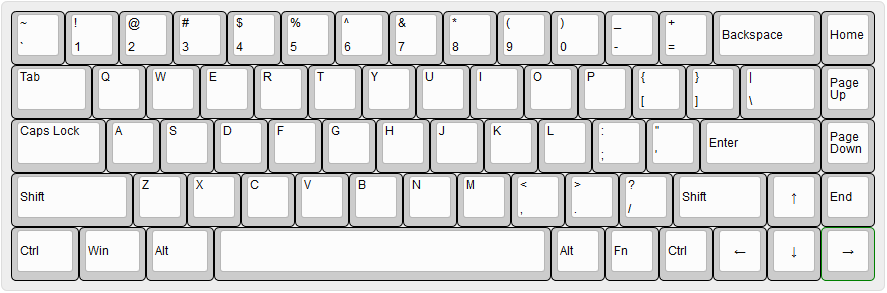 ~ ! @ # $ % ^ & * ( ) _ +
` 1 2 3 4 5 6 7 8 9 0 - = Backspace Home
Tab Q W E R T Y U I O P { } | Page
[ ] \ Up
Caps Lock A S D F G H J K L : " Enter Page
; ' Down
Shift Z X C V B N M < > ? Shift ↑ End
, . /
Ctrl Win Alt Alt Fn Ctrl ← ↓ →